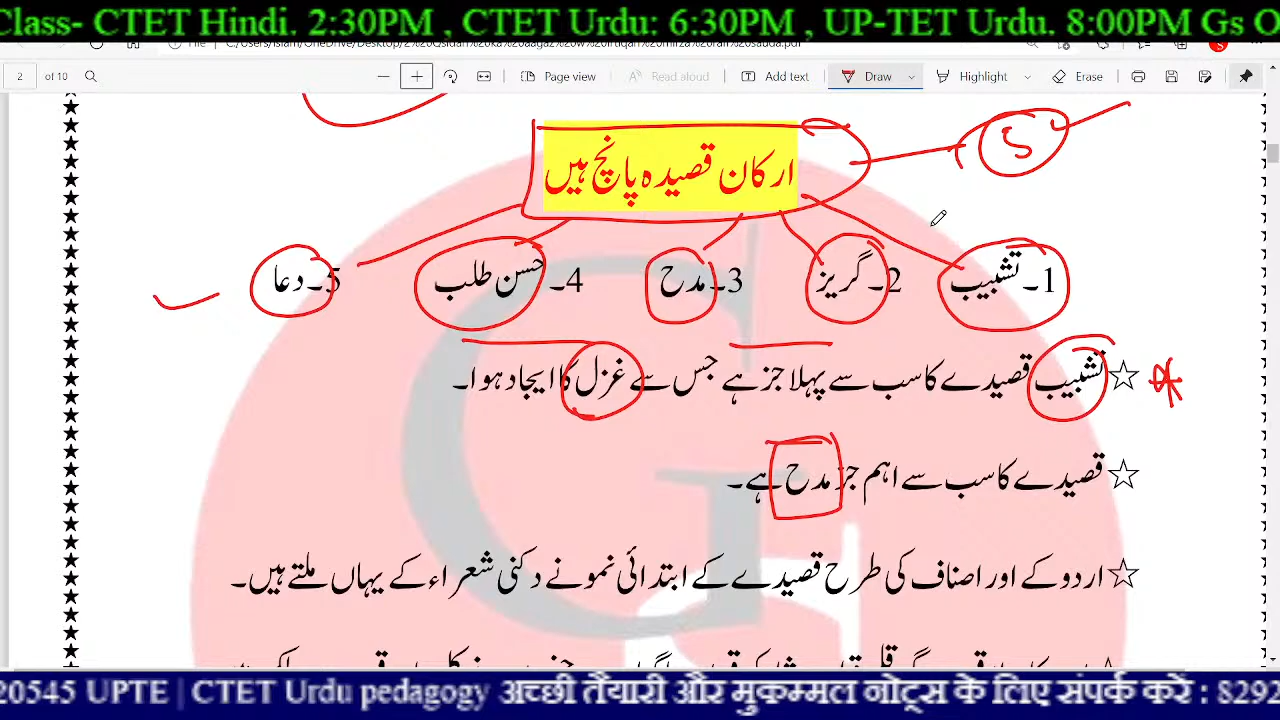 Class- CTET Hindi. 2:30PM , CTET Urdu: 6:30PM , UP-TET Urdu. 8:00PM Gs O
2 of 10 Page view Read aloud Add text Draw Highlight Erase
ارکان قصیدہ پانچ ہیں
5
1۔تشبیب 2۔گریز 3۔مدح 4۔حسن طلب 5۔دعا
☆تشبیب قصیدے کا سب سے پہلا جز ہے جس سے غزل کا ایجاد ہوا۔
☆قصیدے کا سب سے اہم جز مدح ہے۔
☆اردو کے اور اصناف کی طرح قصیدے کے ابتدائی نمونے دکنی شعراء کے یہاں ملتے ہیں۔
20545 UPTE | CTET Urdu pedagogy अच्छी तैयारी और मुकम्मल नोट्स के लिए संपर्क करें : 8292